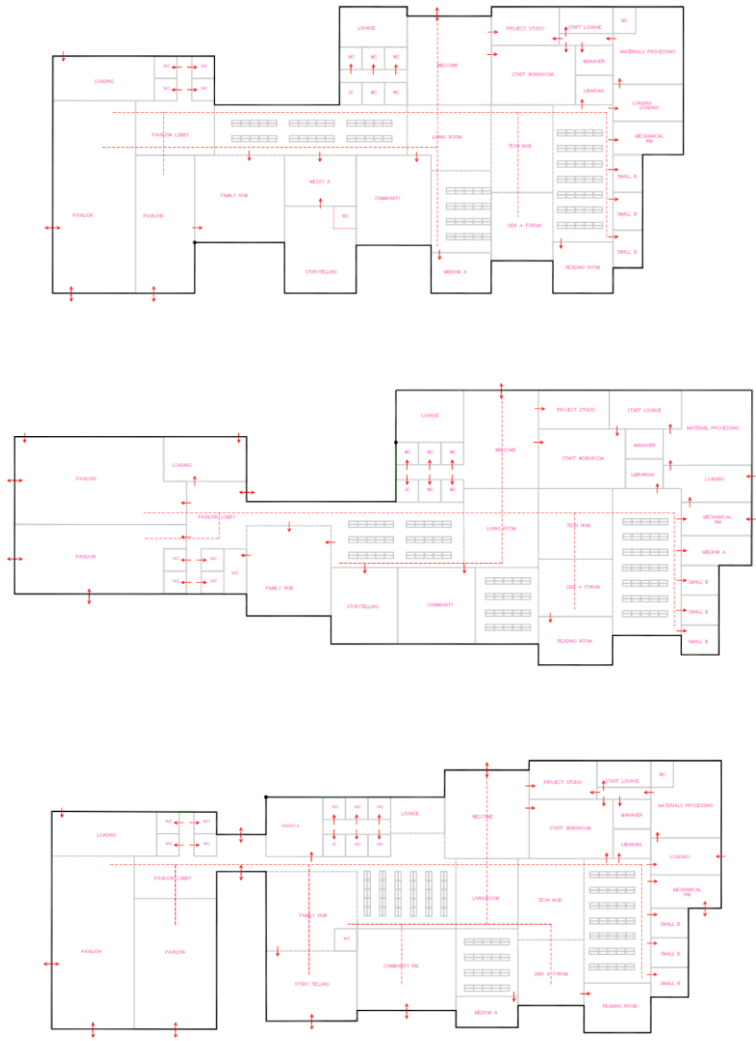 LOUNGE
PROJECT STUDIO
STAFF LOUNGE
WC
MATERIALS PROCESSING
WC
WC
WC
WELCOME
STAFF WORKROOM
MANAGER
LOADING
WC
WC
WC
WC
JC
WC
WC
LIBRARIAN
LOADING
LOADING
PAVILION LOBBY
LIVING ROOM
TECH HUB
MECHANICAL
RM
FAMILY HUB
MESSY A
COMMUNITY
SMALL B
PAVILION
PAVILION
WC
SMALL B
DEN + FORUM
STORYTELLING
MEDIUM A
READING ROOM
SMALL B
LOUNGE
PROJECT STUDIO
STAFF LOUNGE
MATERIAL PROCESSING
WELCOME
WC
WC
WC
STAFF WORKROOM
MANAGER
LIBRARIAN
LOADING
PAVILION
LOADING
JC
WC
WC
PAVILION LOBBY
LIVING ROOM
TECH HUB
MECHANICAL
RM
MEDIUM A
PAVILION
WC
WC
WC
WC
WC
FAMILY HUB
STORYTELLING
COMMUNITY
DEN + FORUM
SMALL B
SMALL B
READING ROOM
SMALL B
PROJECT STUDIO
STAFF LOUNGE
WC
MATERIALS PROCESSING
WC
WC
WC
LOUNGE
WELCOME
STAFF WORKROOM
MANAGER
LOADING
WC
WC
WC
WC
JC
WC
WC
LIBRARIAN
LOADING
PAVILION LOBBY
LIVING ROOM
TECH HUB
MECHANICAL
RM
FAMILY HUB
SMALL B
WC
PAVILION
PAVILION
COMMUNITY RM.
DEN + FORUM
SMALL B
STORY TELLING
SMALL B
MEDIUM A
READING ROOM